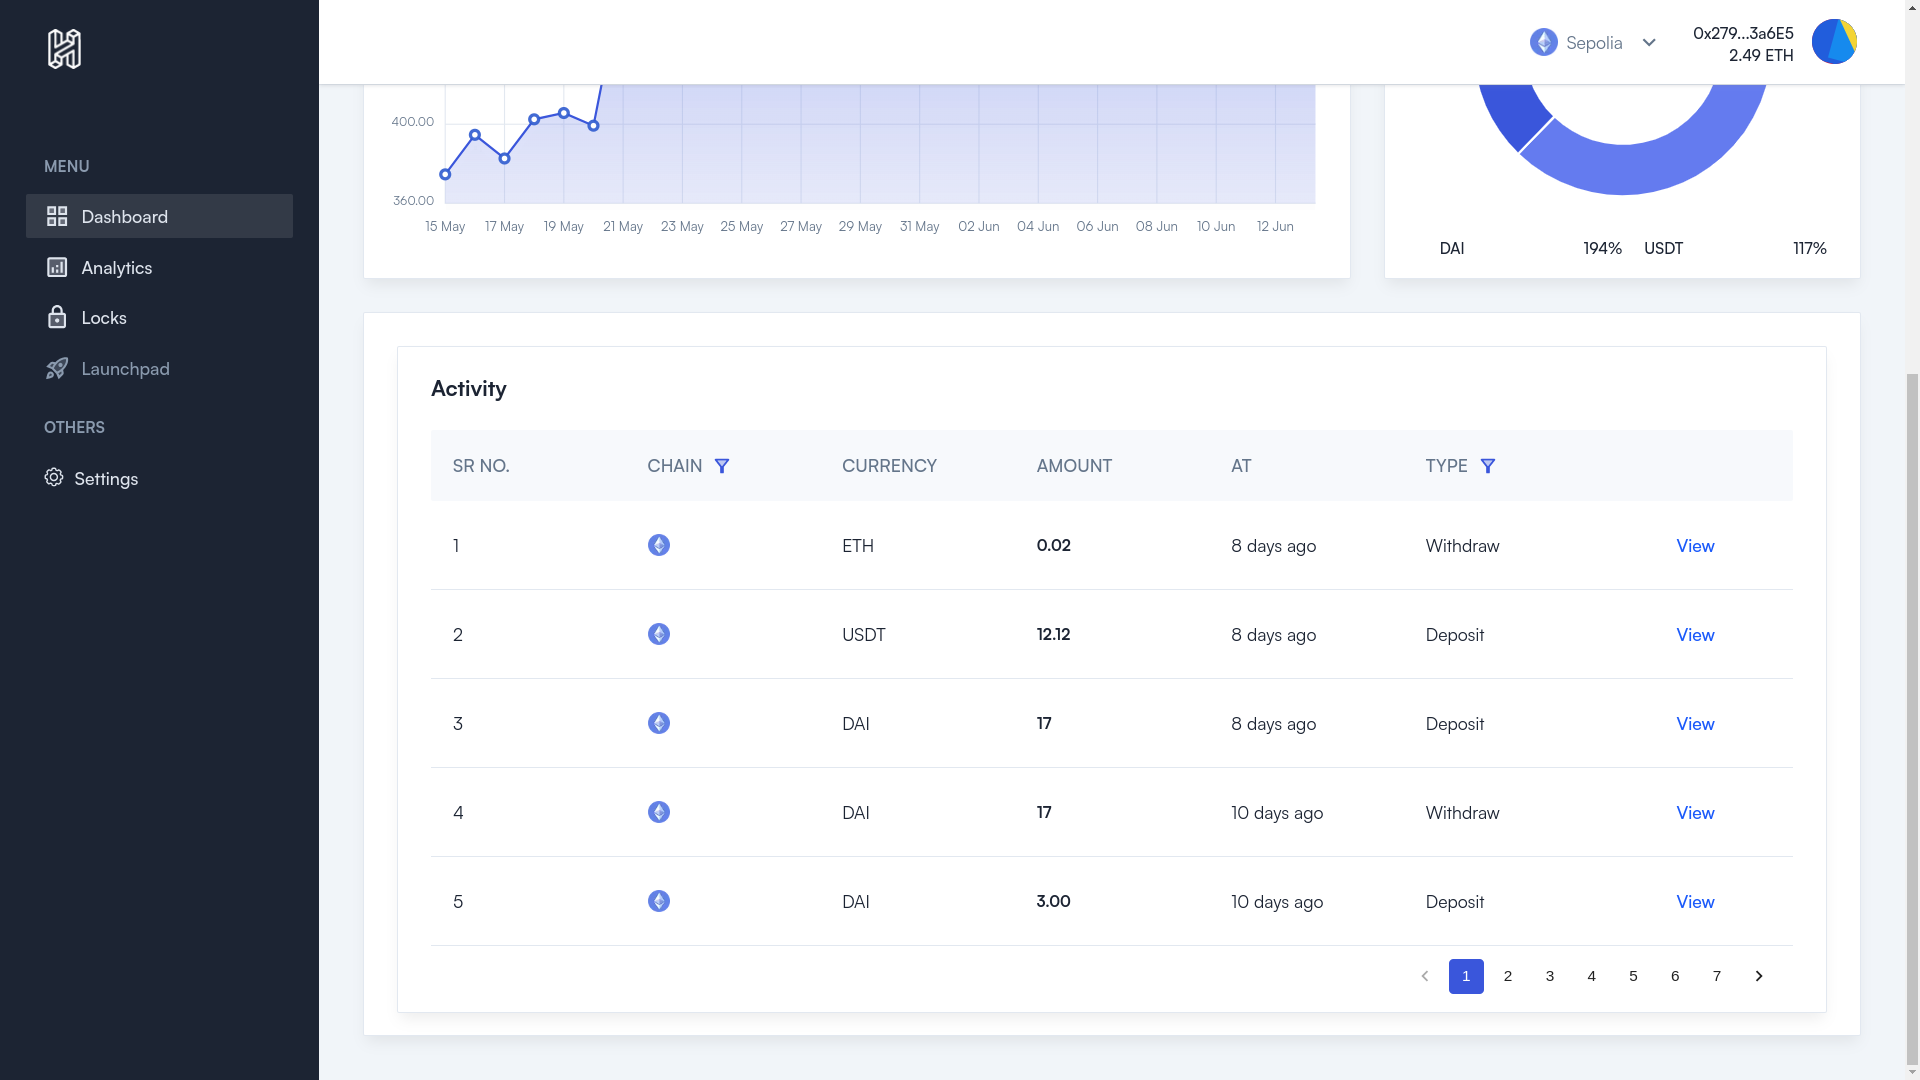 Sepolia
0x279...3a6E5
2.49 ETH
MENU
Dashboard
Analytics
Locks
Launchpad
OTHERS
Settings
400.00
360.00
15 May 17 May 19 May 21 May 23 May 25 May 27 May 29 May 31 May 02 Jun 04 Jun 06 Jun 08 Jun 10 Jun 12 Jun
DAI 194% USDT 117%
Activity
SR NO. CHAIN CURRENCY AMOUNT AT TYPE
1 ETH 0.02 8 days ago Withdraw View
2 USDT 12.12 8 days ago Deposit View
3 DAI 17 8 days ago Deposit View
4 DAI 17 10 days ago Withdraw View
5 DAI 3.00 10 days ago Deposit View
1 2 3 4 5 6 7